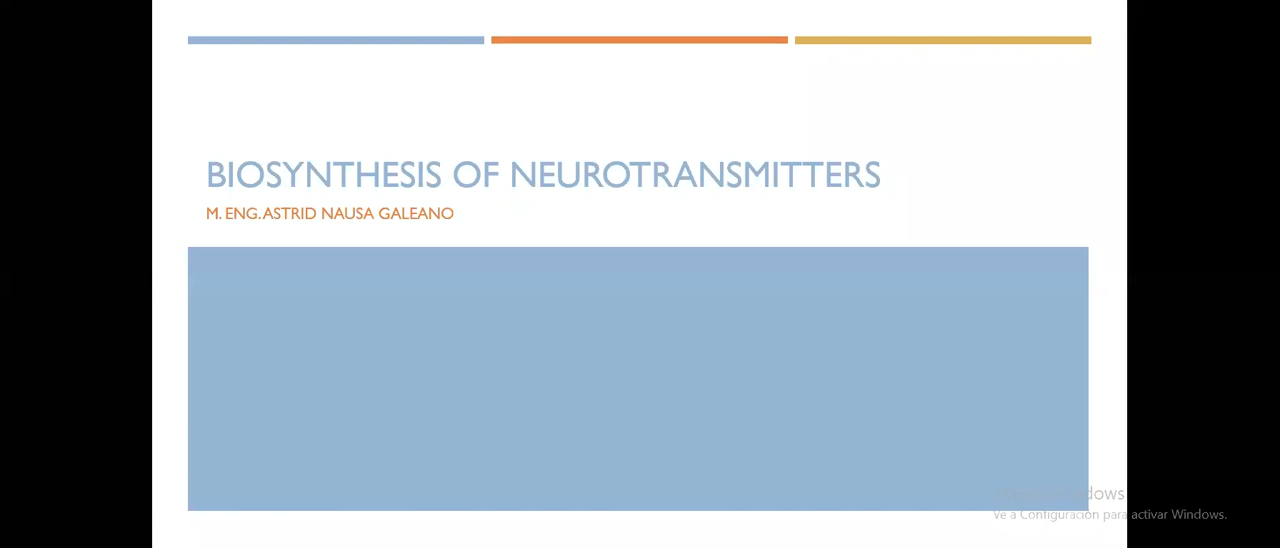 BIOSYNTHESIS OF NEUROTRANSMITTERS
M. ENG. ASTRID NAUSA GALEANO
Ve a Configuración para activar Windows.